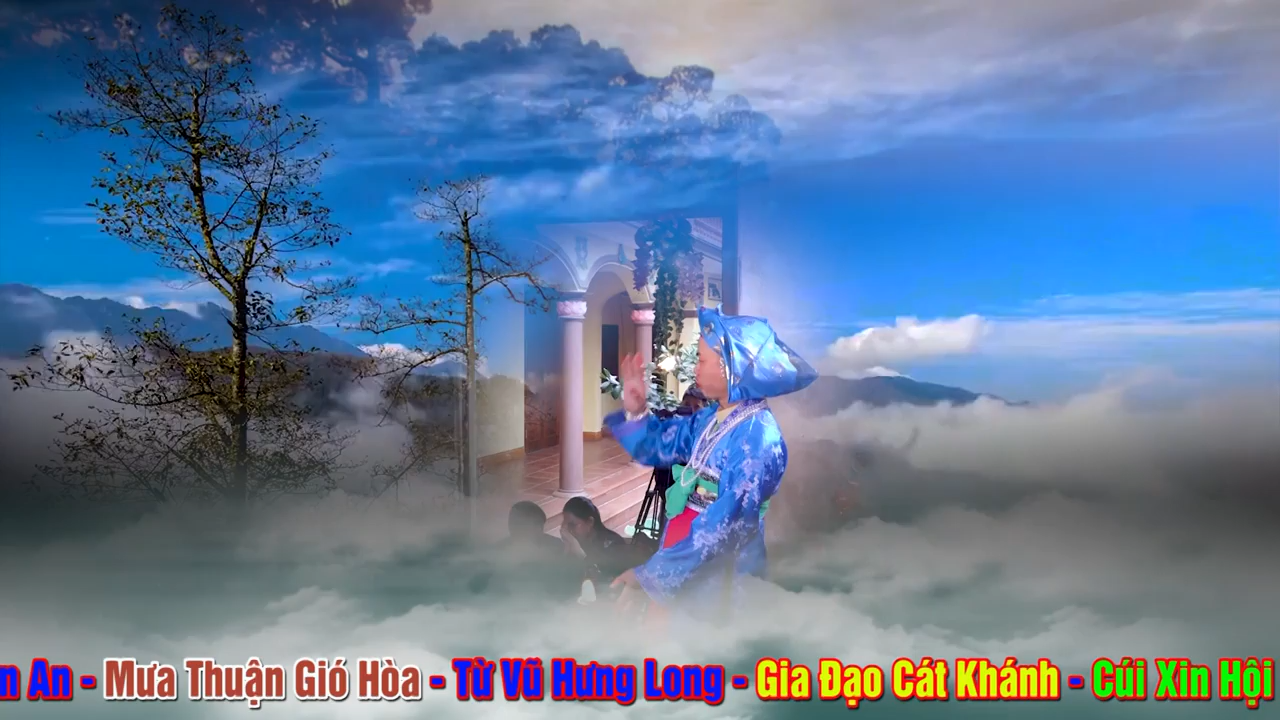 n An - Mưa Thuận Gió Hòa - Từ Vũ Hưng Long - Gia Đạo Cát Khánh - Cúi Xin Hội